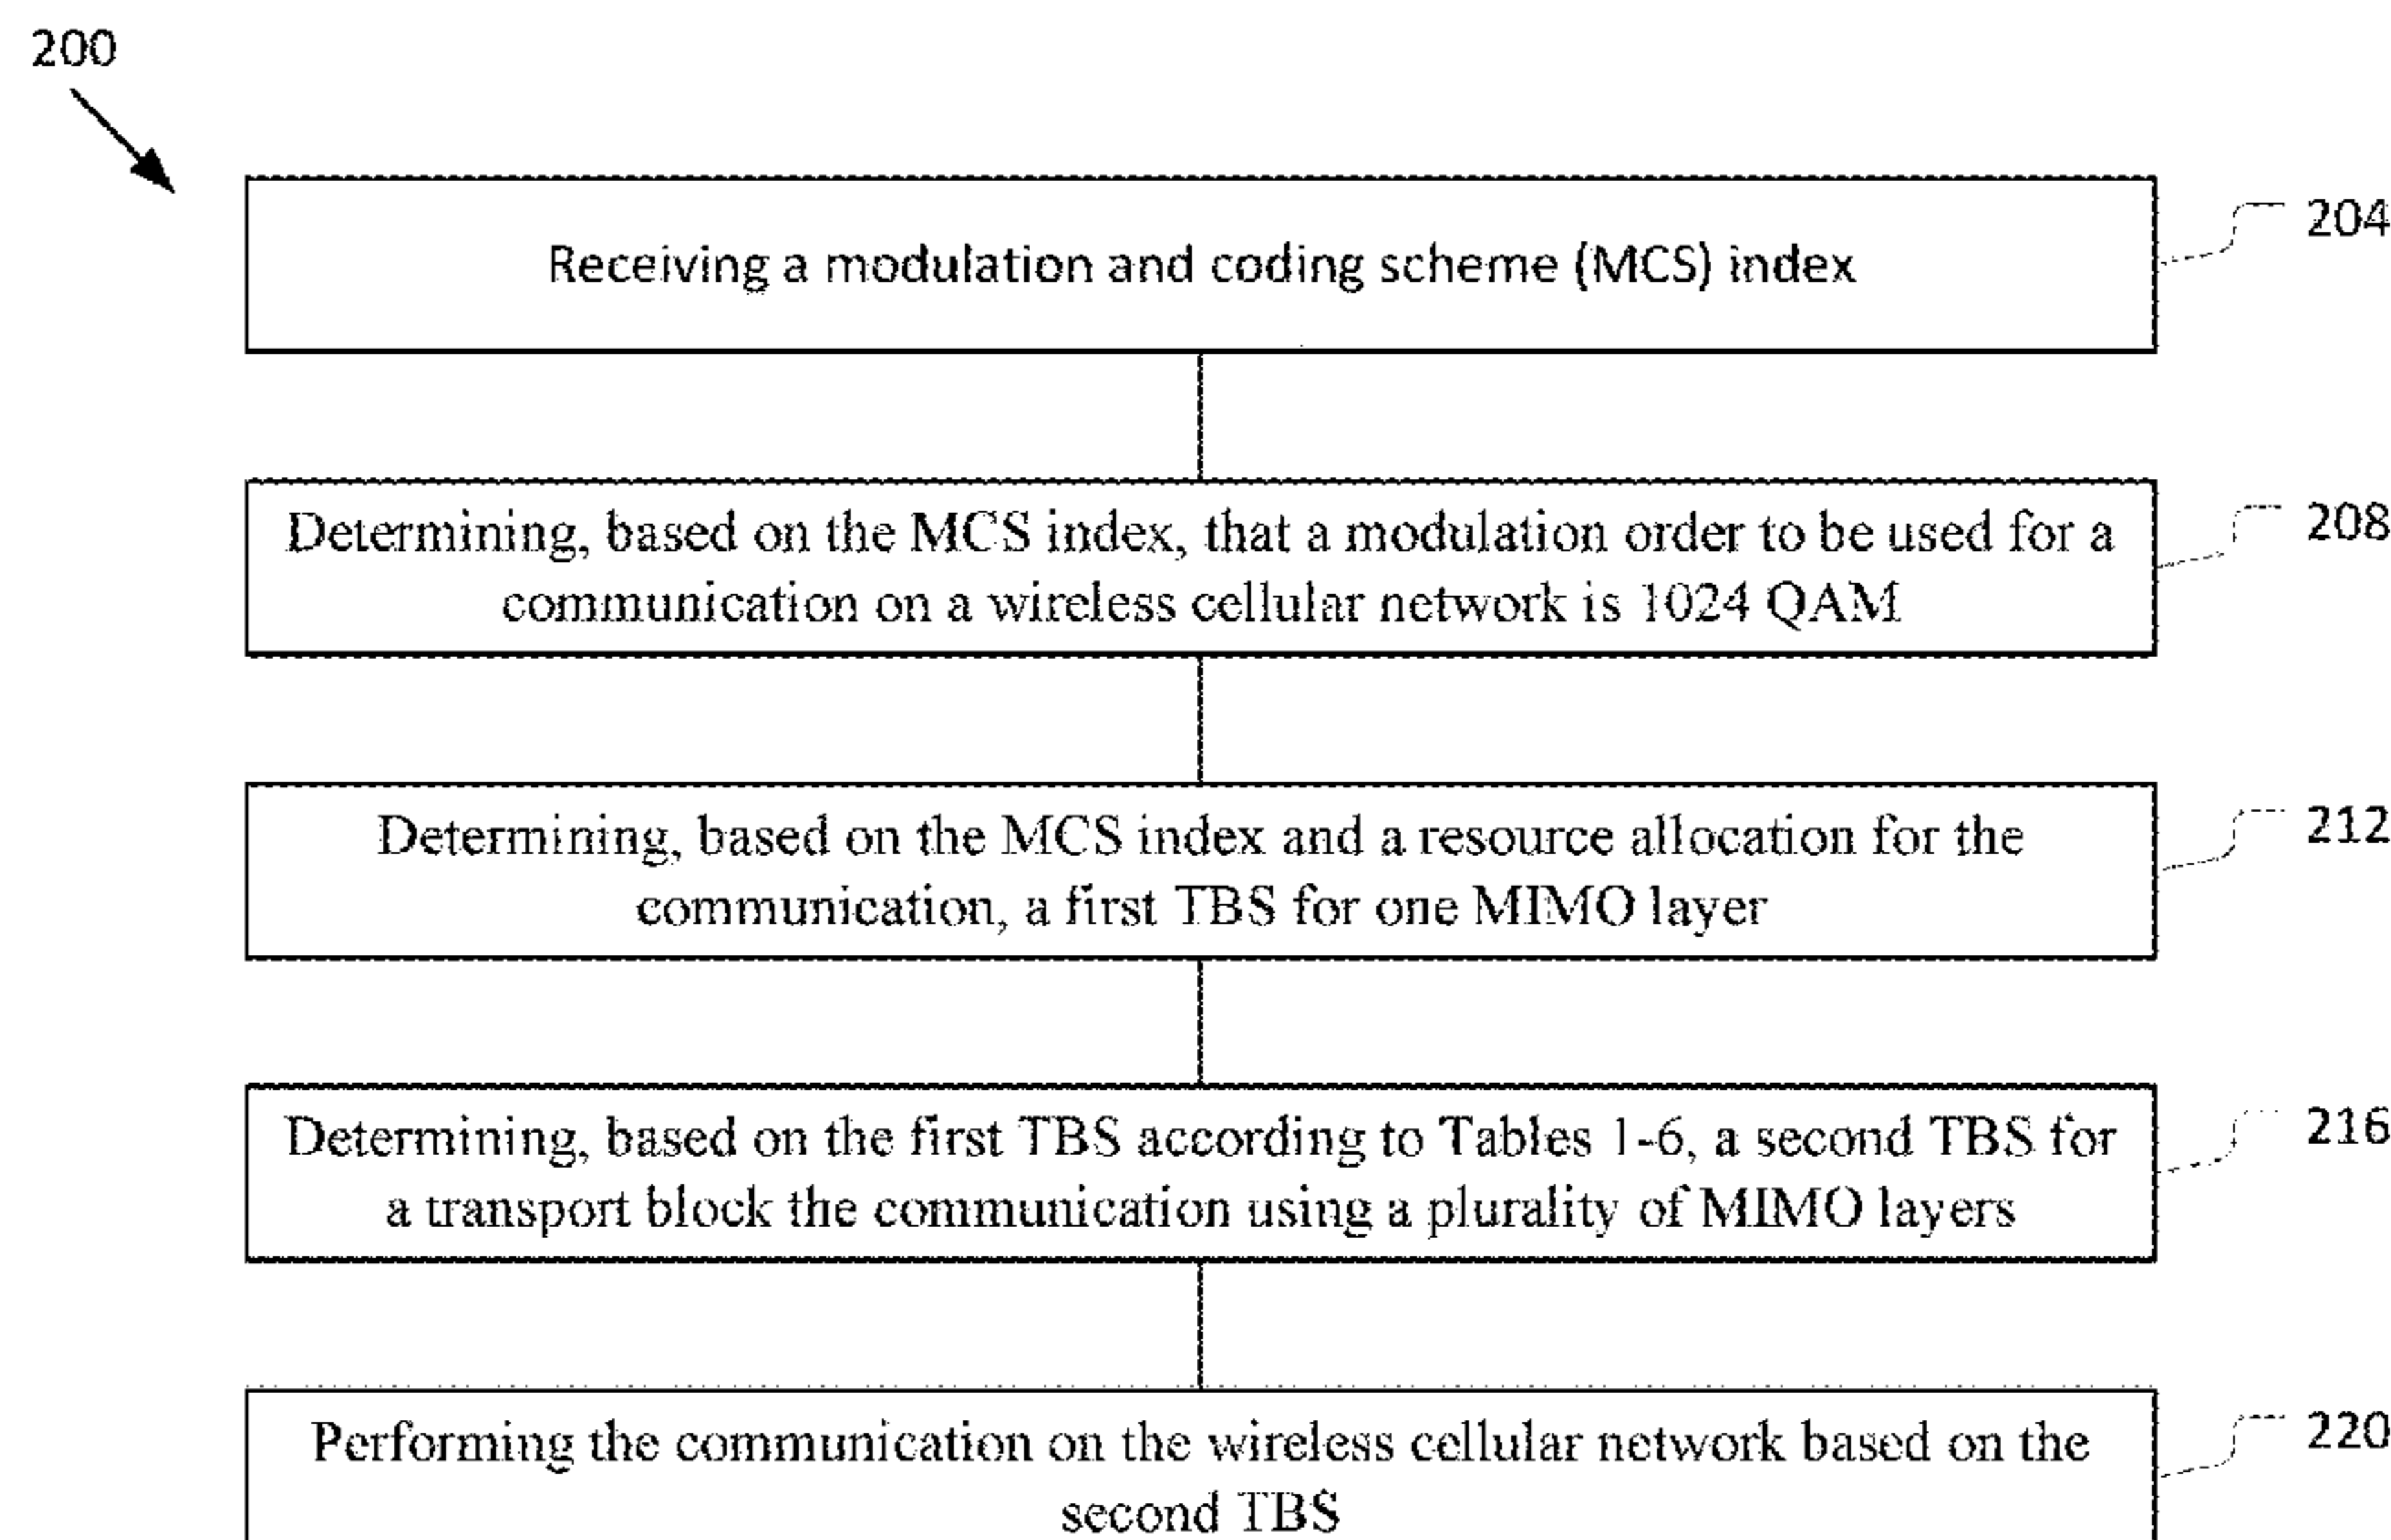 200
Receiving a modulation and coding scheme (MCS) index
204
Determining, based on the MCS index, that a modulation order to be used for a
communication on a wireless cellular network is 1024 QAM
208
Determining, based on the MCS index and a resource allocation for the
communication, a first TBS for one MIMO layer
212
Determining, based on the first TBS according to Tables 1-6, a second TBS for
a transport block the communication using a plurality of MIMO layers
216
Performing the communication on the wireless cellular network based on the
second TBS
220